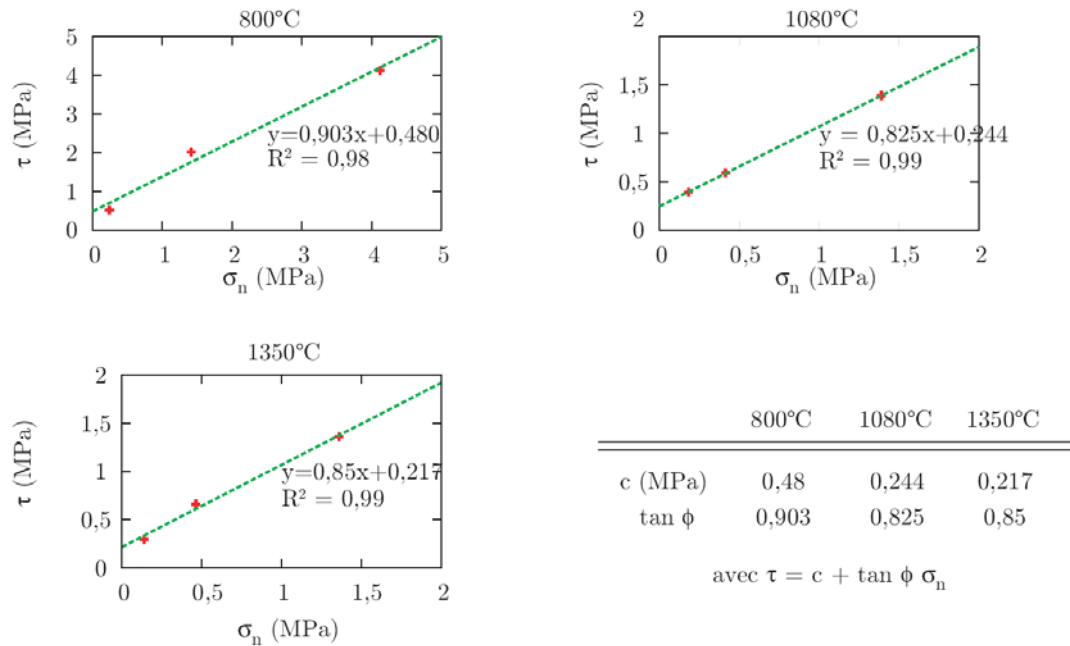 800°C
5
4
3
2
1
0
τ (MPa)
y=0,903x+0,480
R² = 0,98
0 1 2 3 4 5
σn (MPa)
1080°C
2
1,5
1
0,5
0
τ (MPa)
y = 0,825x+0,244
R² = 0,99
0 0,5 1 1,5 2
σn (MPa)
1350°C
2
1,5
1
0,5
0
τ (MPa)
y=0,85x+0,217
R² = 0,99
0 0,5 1 1,5 2
σn (MPa)
800°C 1080°C 1350°C
c (MPa) 0,48 0,244 0,217
tan ϕ 0,903 0,825 0,85
avec τ = c + tan ϕ σn